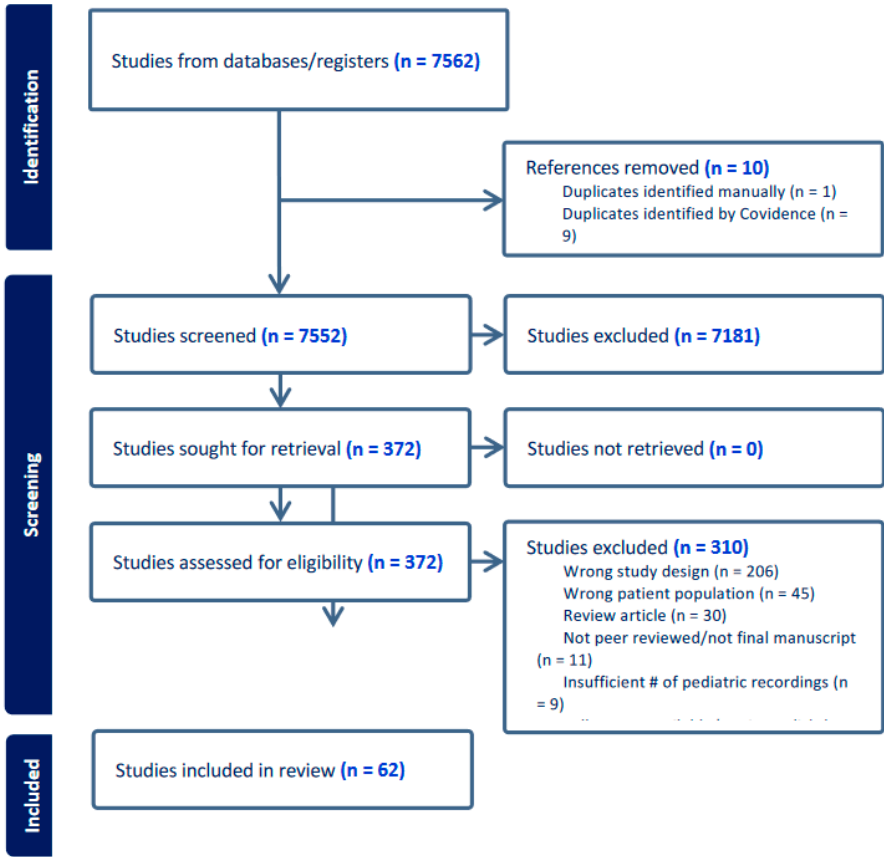 Identification
Studies from databases/registers (n = 7562)
References removed (n = 10)
Duplicates identified manually (n = 1)
Duplicates identified by Covidence (n =
9)
Screening
Studies screened (n = 7552)
Studies excluded (n = 7181)
Studies sought for retrieval (n = 372)
Studies not retrieved (n = 0)
Studies assessed for eligibility (n = 372)
Studies excluded (n = 310)
Wrong study design (n = 206)
Wrong patient population (n = 45)
Review article (n = 30)
Not peer reviewed/not final manuscript
(n = 11)
Insufficient # of pediatric recordings (n
= 9)
Included
Studies included in review (n = 62)